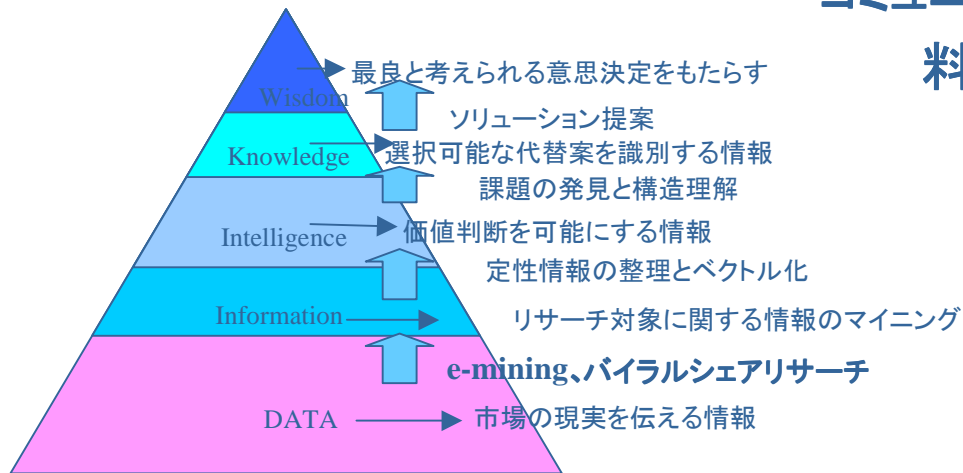 料
Wisdom 最良と考えられる意思決定をもたらす
ソリューション提案
Knowledge 選択可能な代替案を識別する情報
課題の発見と構造理解
Intelligence 価値判断を可能にする情報
定性情報の整理とベクトル化
Information リサーチ対象に関する情報のマイニング
e-mining、バイラルシェアリサーチ
DATA 市場の現実を伝える情報